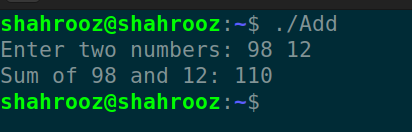 shahrooz@shahrooz:~$ ./Add
Enter two numbers: 98 12
Sum of 98 and 12: 110
shahrooz@shahrooz:~$